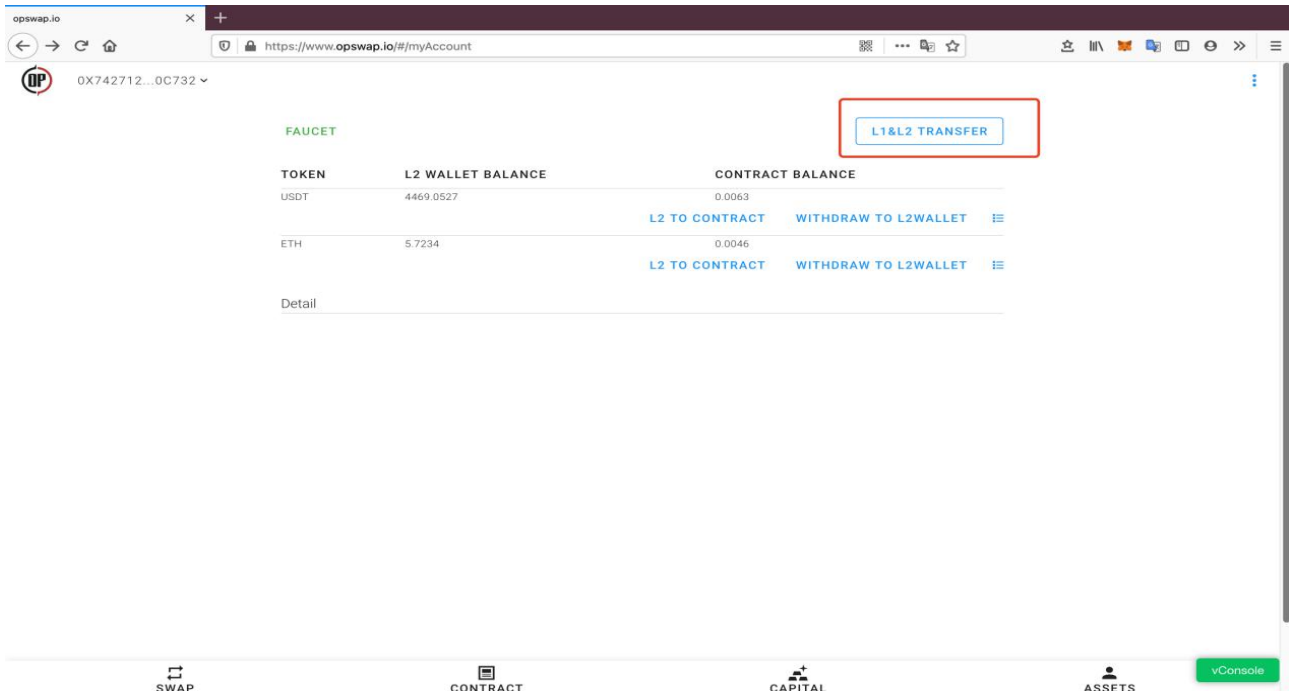 opswap.io
https://www.opswap.io/#/myAccount
OP
0X742712...0C732
FAUCET
L1&L2 TRANSFER
TOKEN L2 WALLET BALANCE CONTRACT BALANCE
USDT 4469.0527 0.0063
L2 TO CONTRACT WITHDRAW TO L2WALLET
ETH 5.7234 0.0046
L2 TO CONTRACT WITHDRAW TO L2WALLET
Detail
SWAP CONTRACT CAPITAL ASSETS
vConsole